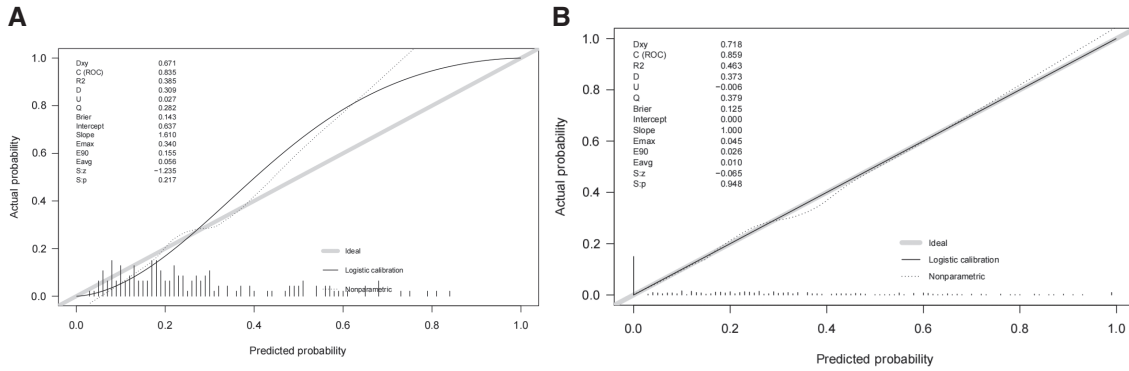 A
Dxy 0.671
C (ROC) 0.835
R2 0.385
D 0.309
U 0.027
Q 0.282
Brier 0.143
Intercept 0.637
Slope 1.610
Emax 0.340
E90 0.155
Eavg 0.056
S:z −1.235
S:p 0.217
Actual probability
1.0
0.8
0.6
0.4
0.2
0.0
Ideal
Logistic calibration
Nonparametric
0.0 0.2 0.4 0.6 0.8 1.0
Predicted probability
B
Dxy 0.718
C (ROC) 0.859
R2 0.463
D 0.373
U −0.006
Q 0.379
Brier 0.125
Intercept 0.000
Slope 1.000
Emax 0.045
E90 0.026
Eavg 0.010
S:z −0.065
S:p 0.948
Actual probability
1.0
0.8
0.6
0.4
0.2
0.0
Ideal
Logistic calibration
Nonparametric
0.0 0.2 0.4 0.6 0.8 1.0
Predicted probability